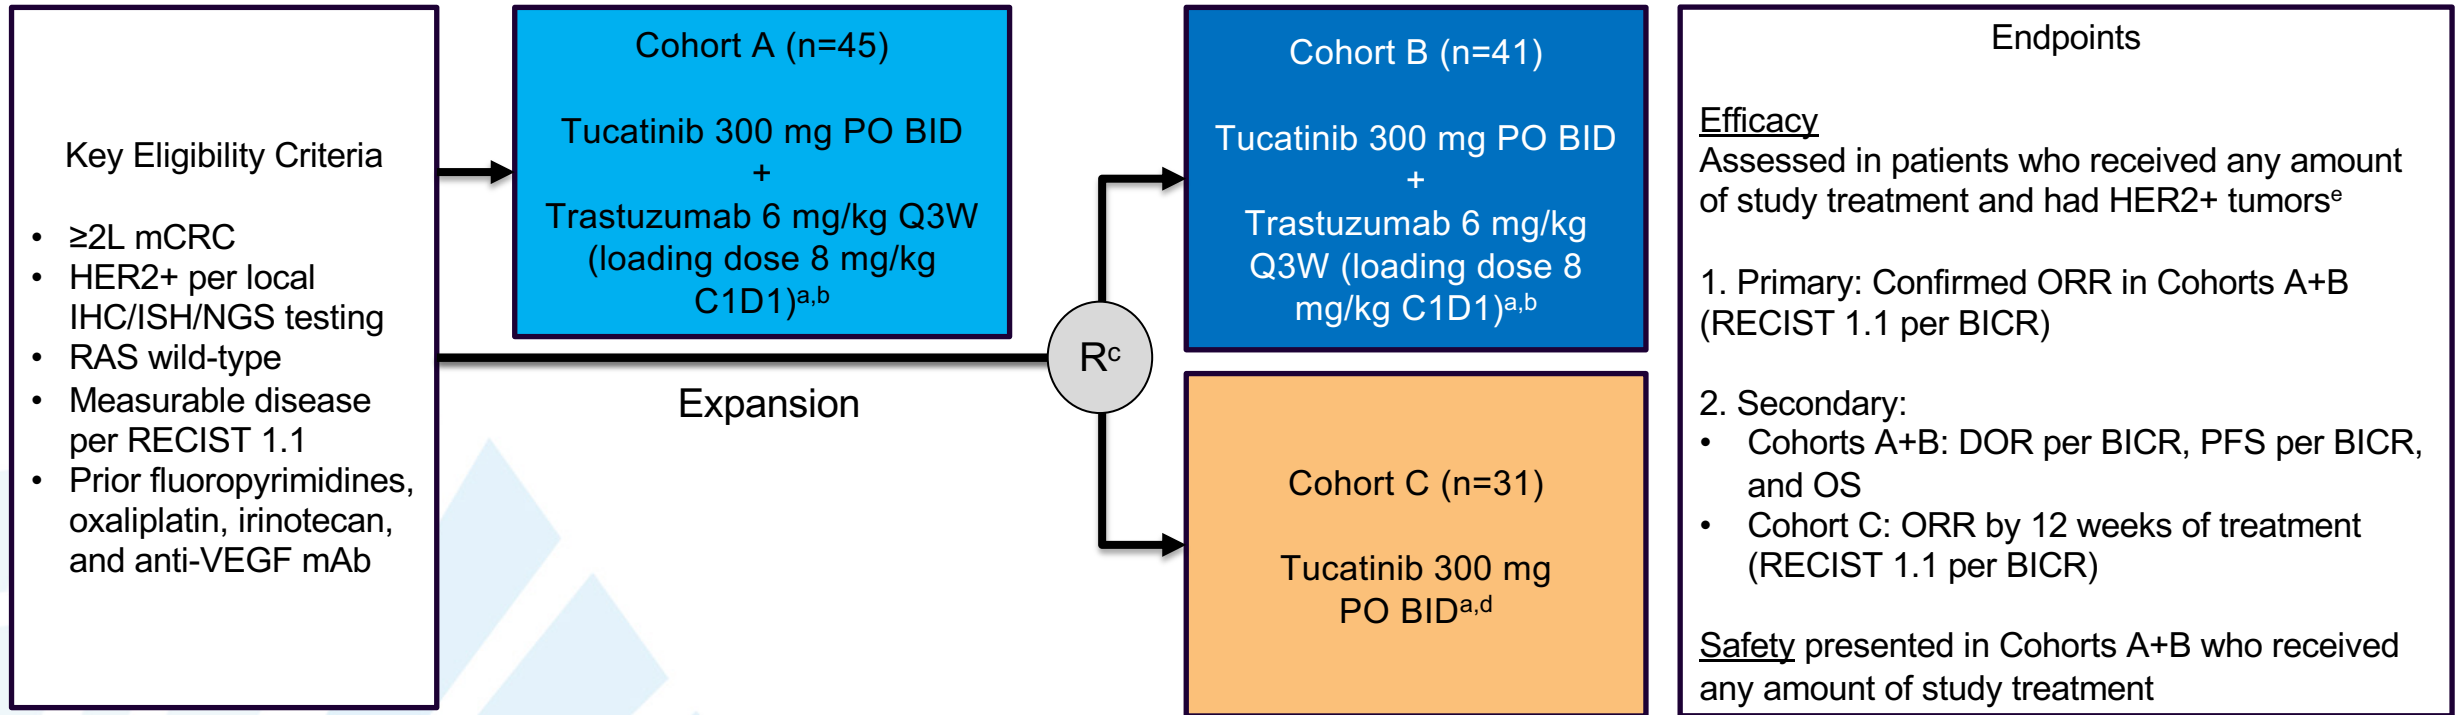 Key Eligibility Criteria
• ≥2L mCRC
• HER2+ per local
IHC/ISH/NGS testing
• RAS wild-type
• Measurable disease
per RECIST 1.1
• Prior fluoropyrimidines,
oxaliplatin, irinotecan,
and anti-VEGF mAb
Cohort A (n=45)
Tucatinib 300 mg PO BID
+
Trastuzumab 6 mg/kg Q3W
(loading dose 8 mg/kg
C1D1)a,b
Expansion
Rc
Cohort B (n=41)
Tucatinib 300 mg PO BID
+
Trastuzumab 6 mg/kg
Q3W (loading dose 8
mg/kg C1D1)a,b
Cohort C (n=31)
Tucatinib 300 mg
PO BIDa,d
Endpoints
Efficacy
Assessed in patients who received any amount
of study treatment and had HER2+ tumorse
1. Primary: Confirmed ORR in Cohorts A+B
(RECIST 1.1 per BICR)
2. Secondary:
• Cohorts A+B: DOR per BICR, PFS per BICR,
and OS
• Cohort C: ORR by 12 weeks of treatment
(RECIST 1.1 per BICR)
Safety presented in Cohorts A+B who received
any amount of study treatment